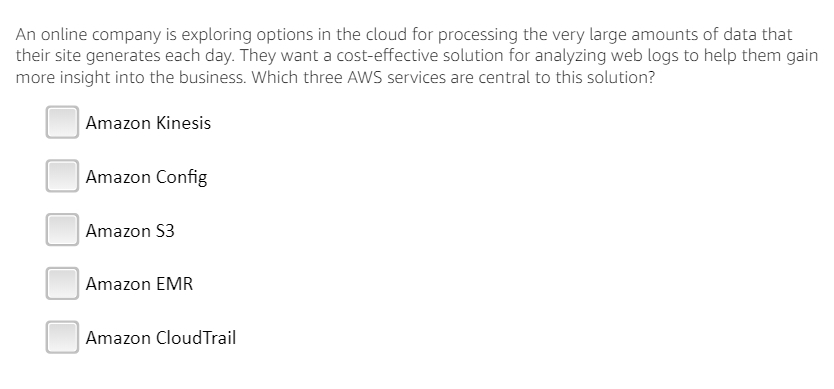 An online company is exploring options in the cloud for processing the very large amounts of data that
their site generates each day. They want a cost-effective solution for analyzing web logs to help them gain
more insight into the business. Which three AWS services are central to this solution?
Amazon Kinesis
Amazon Config
Amazon S3
Amazon EMR
Amazon CloudTrail